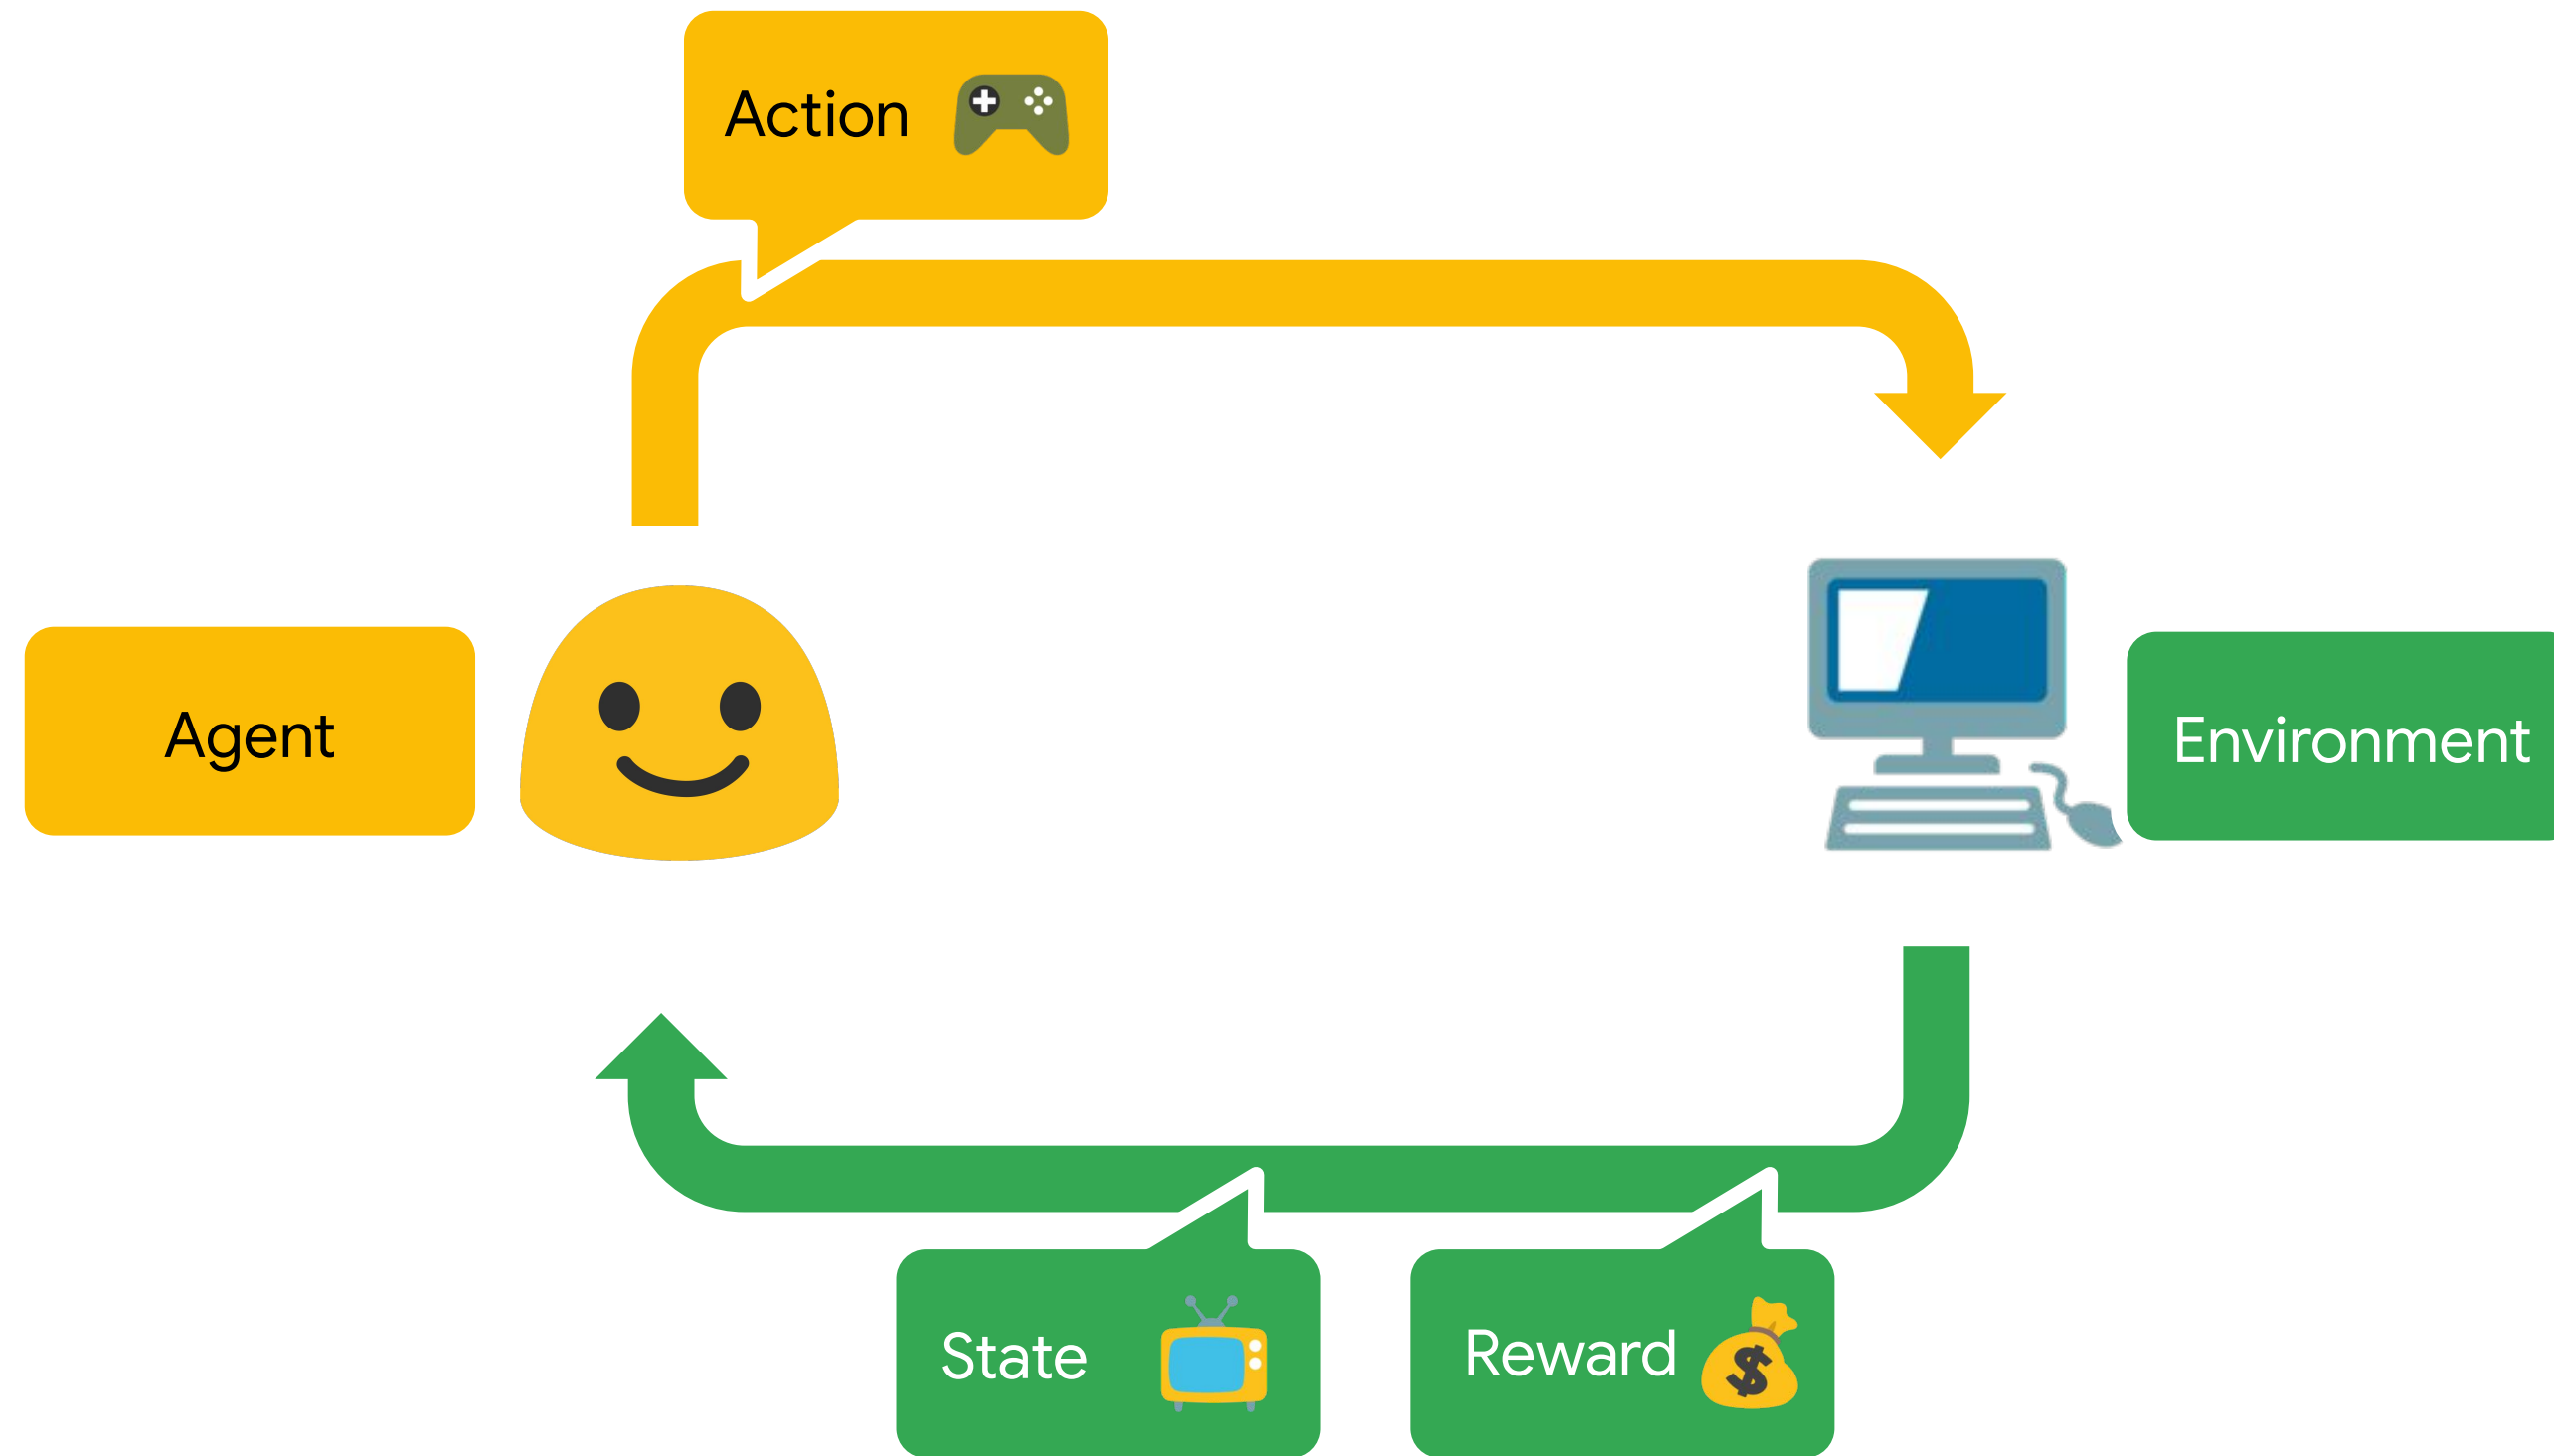 Action
Agent
Environment
State
Reward
$